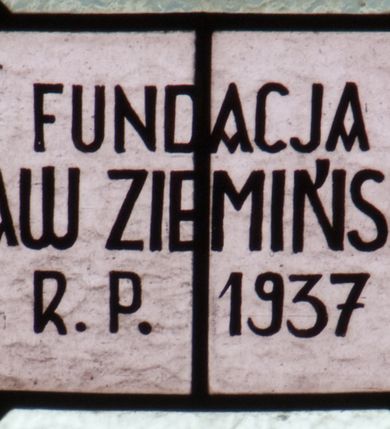 FUNDACJA
AW ZIEMIŃS
R. P. 1937